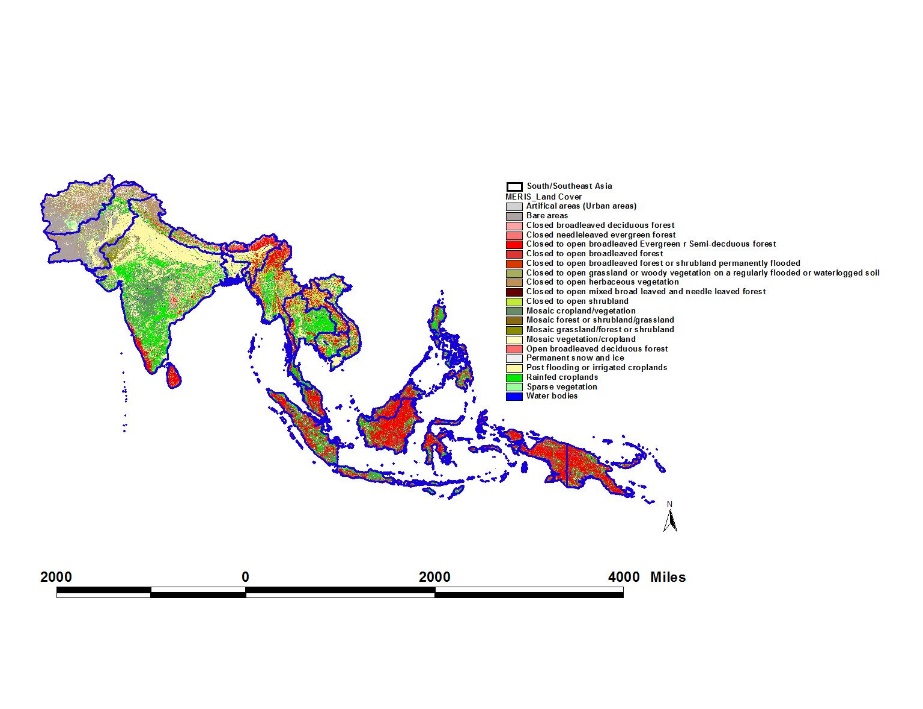 South/Southeast Asia
MERIS_Land Cover
Artifical areas (Urban areas)
Bare areas
Closed broadleaved deciduous forest
Closed needleleaved evergreen forest
Closed to open broadleaved Evergreen r Semi-decduous forest
Closed to open broadleaved forest
Closed to open broadleaved forest or shrubland permanently flooded
Closed to open grassland or woody vegetation on a regularly flooded or waterlogged soil
Closed to open herbaceous vegetation
Closed to open mixed broad leaved and needle leaved forest
Closed to open shrubland
Mosaic cropland/vegetation
Mosaic forest or shrubland/grassland
Mosaic grassland/forest or shrubland
Mosaic vegetation/cropland
Open broadleaved deciduous forest
Permanent snow and ice
Post flooding or irrigated croplands
Rainfed croplands
Sparse vegetation
Water bodies
N
2000 0 2000 4000 Miles